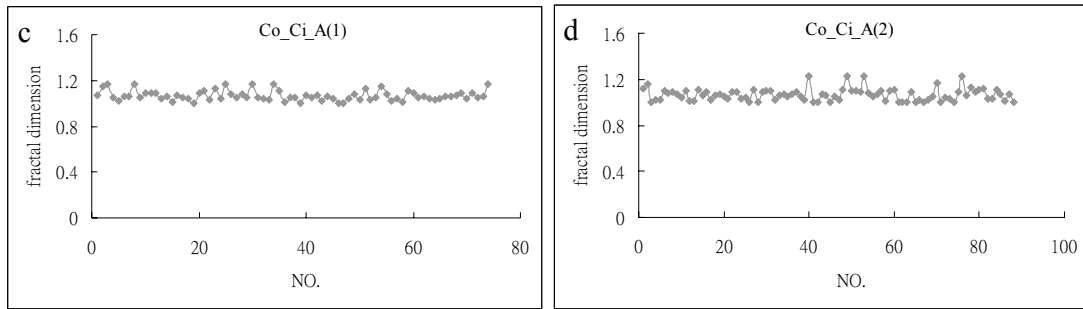 c
Co_Ci_A(1)
fractal dimension
1.6
1.2
0.8
0.4
0
0 20 40 60 80
NO.
d
Co_Ci_A(2)
fractal dimension
1.6
1.2
0.8
0.4
0
0 20 40 60 80 100
NO.